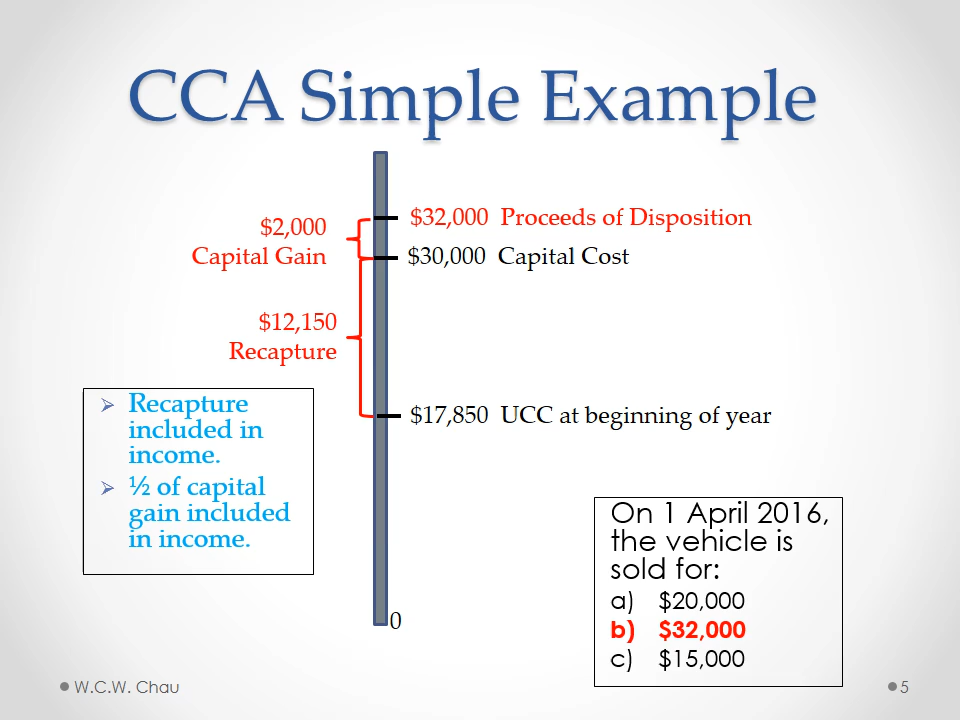 CCA Simple Example
$32,000 Proceeds of Disposition
$2,000
Capital Gain
$30,000 Capital Cost
$12,150
Recapture
$17,850 UCC at beginning of year
➢ Recapture
included in
income.
➢ ½ of capital
gain included
in income.
0
On 1 April 2016,
the vehicle is
sold for:
a) $20,000
b) $32,000
c) $15,000
● W.C.W. Chau
● 5